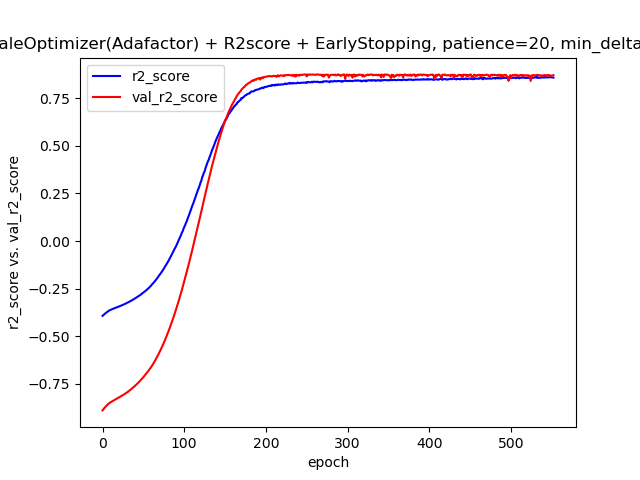 aleOptimizer(Adafactor) + R2score + EarlyStopping, patience=20, min_delta
r2_score
val_r2_score
r2_score vs. val_r2_score
0.75
0.50
0.25
0.00
−0.25
−0.50
−0.75
0 100 200 300 400 500
epoch